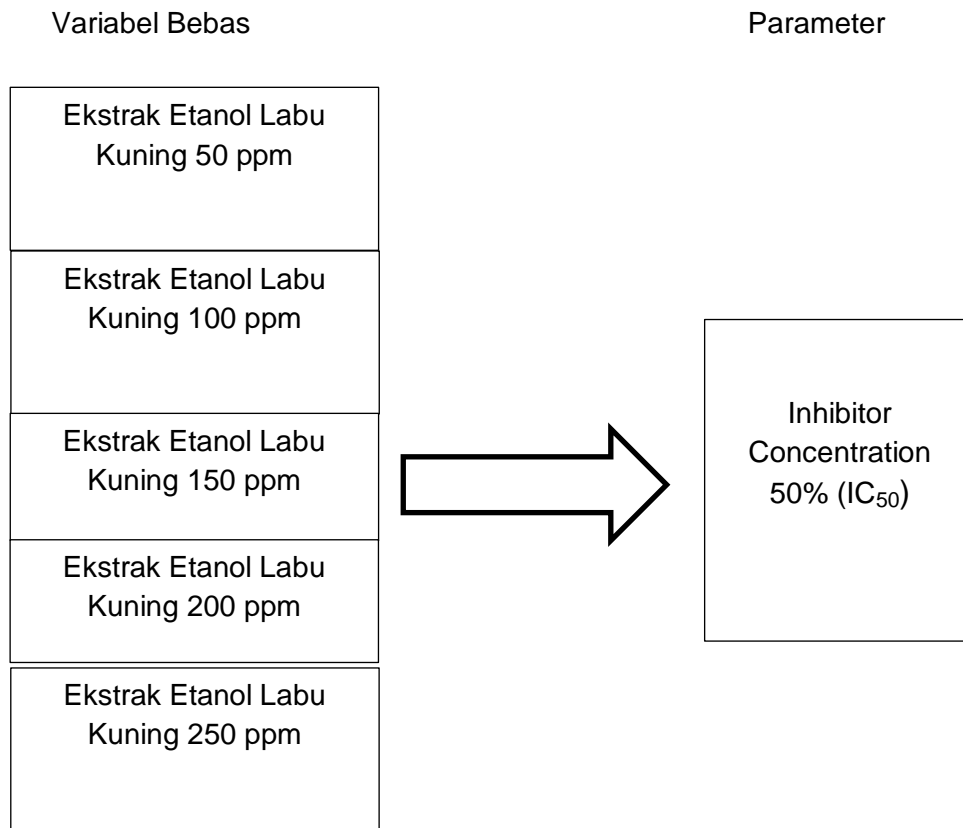 Variabel Bebas
Parameter
Ekstrak Etanol Labu
Kuning 50 ppm
Ekstrak Etanol Labu
Kuning 100 ppm
Ekstrak Etanol Labu
Kuning 150 ppm
Ekstrak Etanol Labu
Kuning 200 ppm
Ekstrak Etanol Labu
Kuning 250 ppm
Inhibitor
Concentration
50% (IC₅₀)